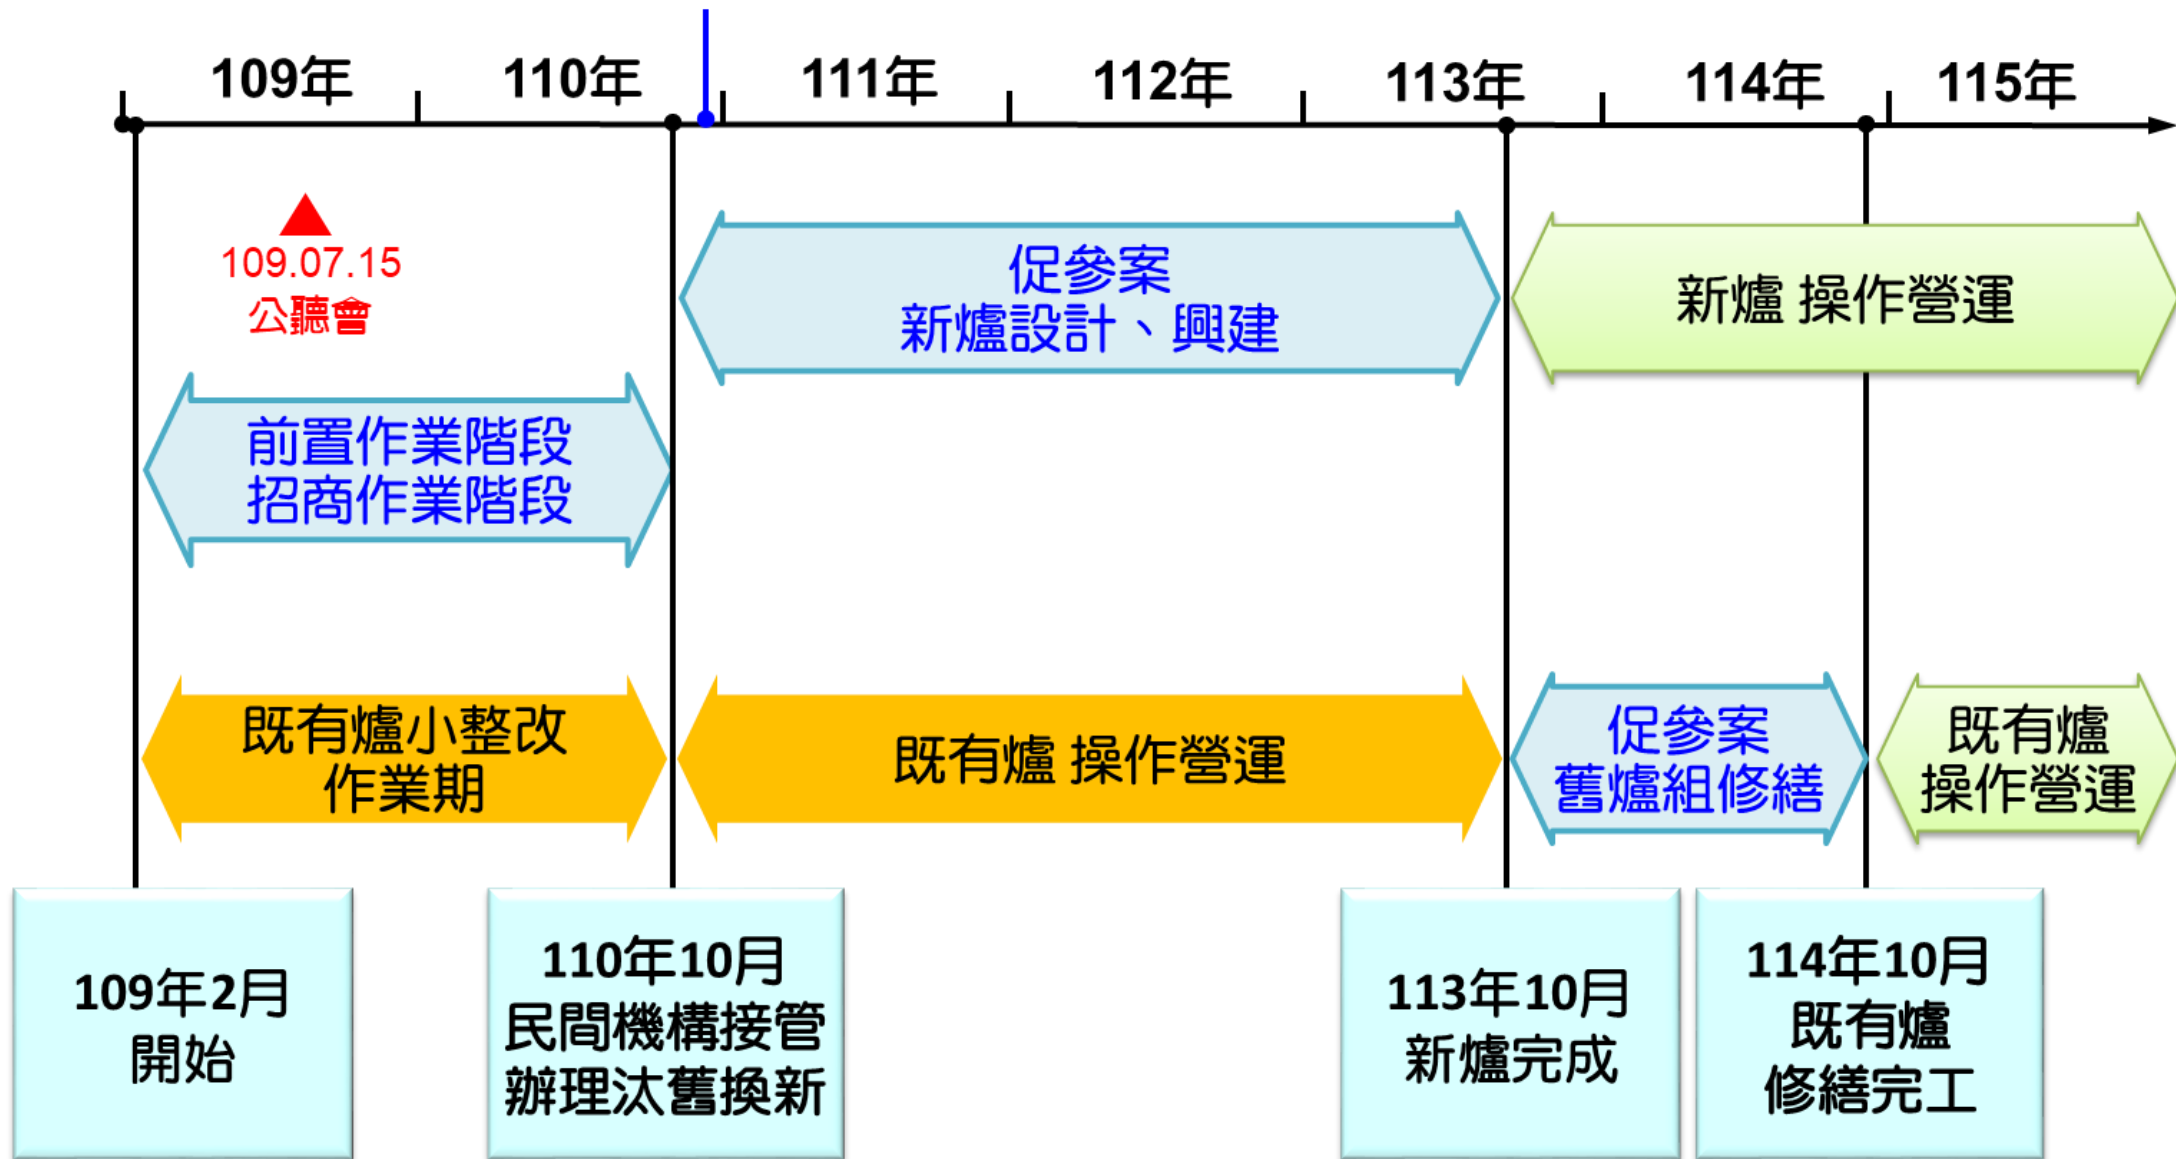 109年
110年
111年
112年
113年
114年
115年
109.07.15
公聽會
促參案
新爐設計、興建
新爐 操作營運
前置作業階段
招商作業階段
既有爐小整改
作業期
既有爐 操作營運
促參案
舊爐組修繕
既有爐
操作營運
109年2月
開始
110年10月
民間機構接管
辦理汰舊換新
113年10月
新爐完成
114年10月
既有爐
修繕完工